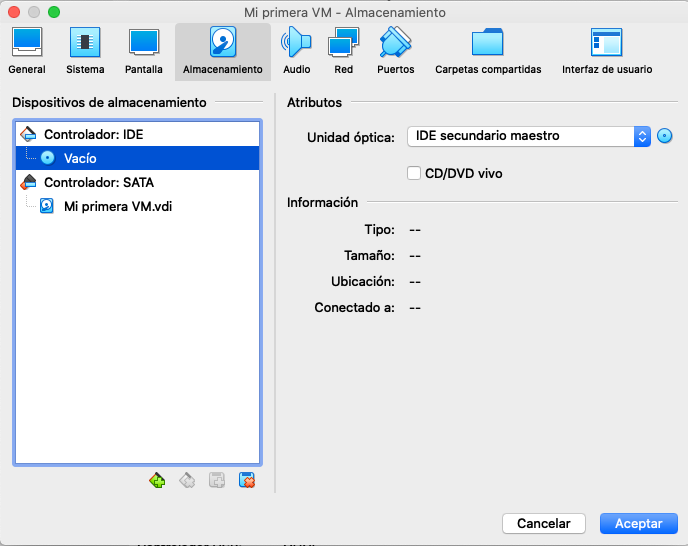 Mi primera VM - Almacenamiento
General
Sistema
Pantalla
Almacenamiento
Audio
Red
Puertos
Carpetas compartidas
Interfaz de usuario
Dispositivos de almacenamiento
Controlador: IDE
Vacío
Controlador: SATA
Mi primera VM.vdi
Atributos
Unidad óptica: IDE secundario maestro
CD/DVD vivo
Información
Tipo: --
Tamaño: --
Ubicación: --
Conectado a: --
Cancelar
Aceptar